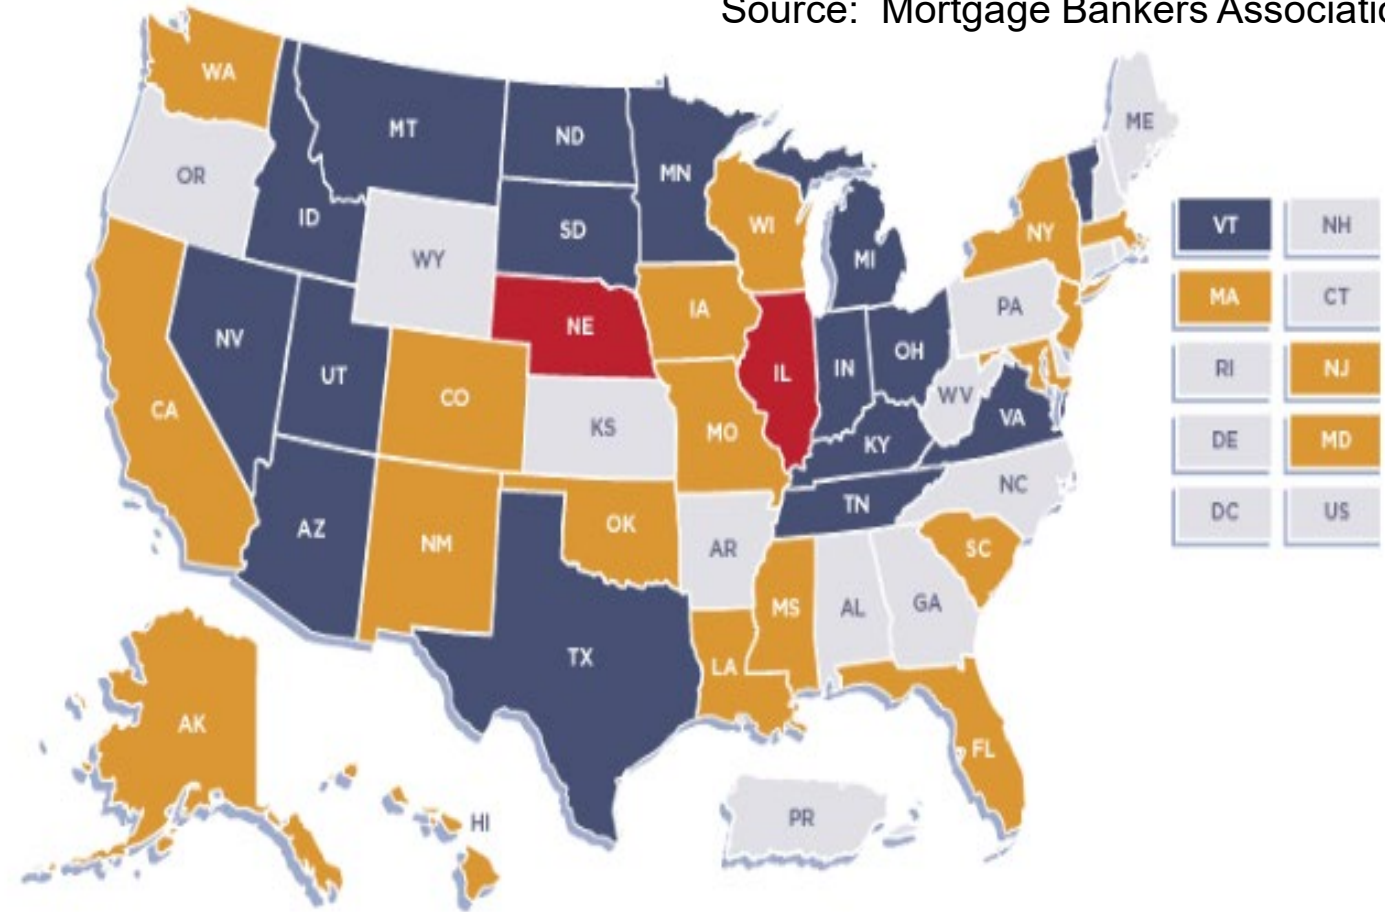 Source: Mortgage Bankers Associatio
WA
MT
ND
ME
OR
MN
ID
SD
WI
NY
VT
NH
WY
MI
MA
CT
NE
IA
PA
NV
UT
IL
IN
OH
RI
NJ
CO
WV
CA
KS
MO
KY
VA
DE
MD
AZ
NM
OK
TN
NC
DC
US
AR
SC
MS
AL
GA
TX
LA
AK
FL
HI
PR